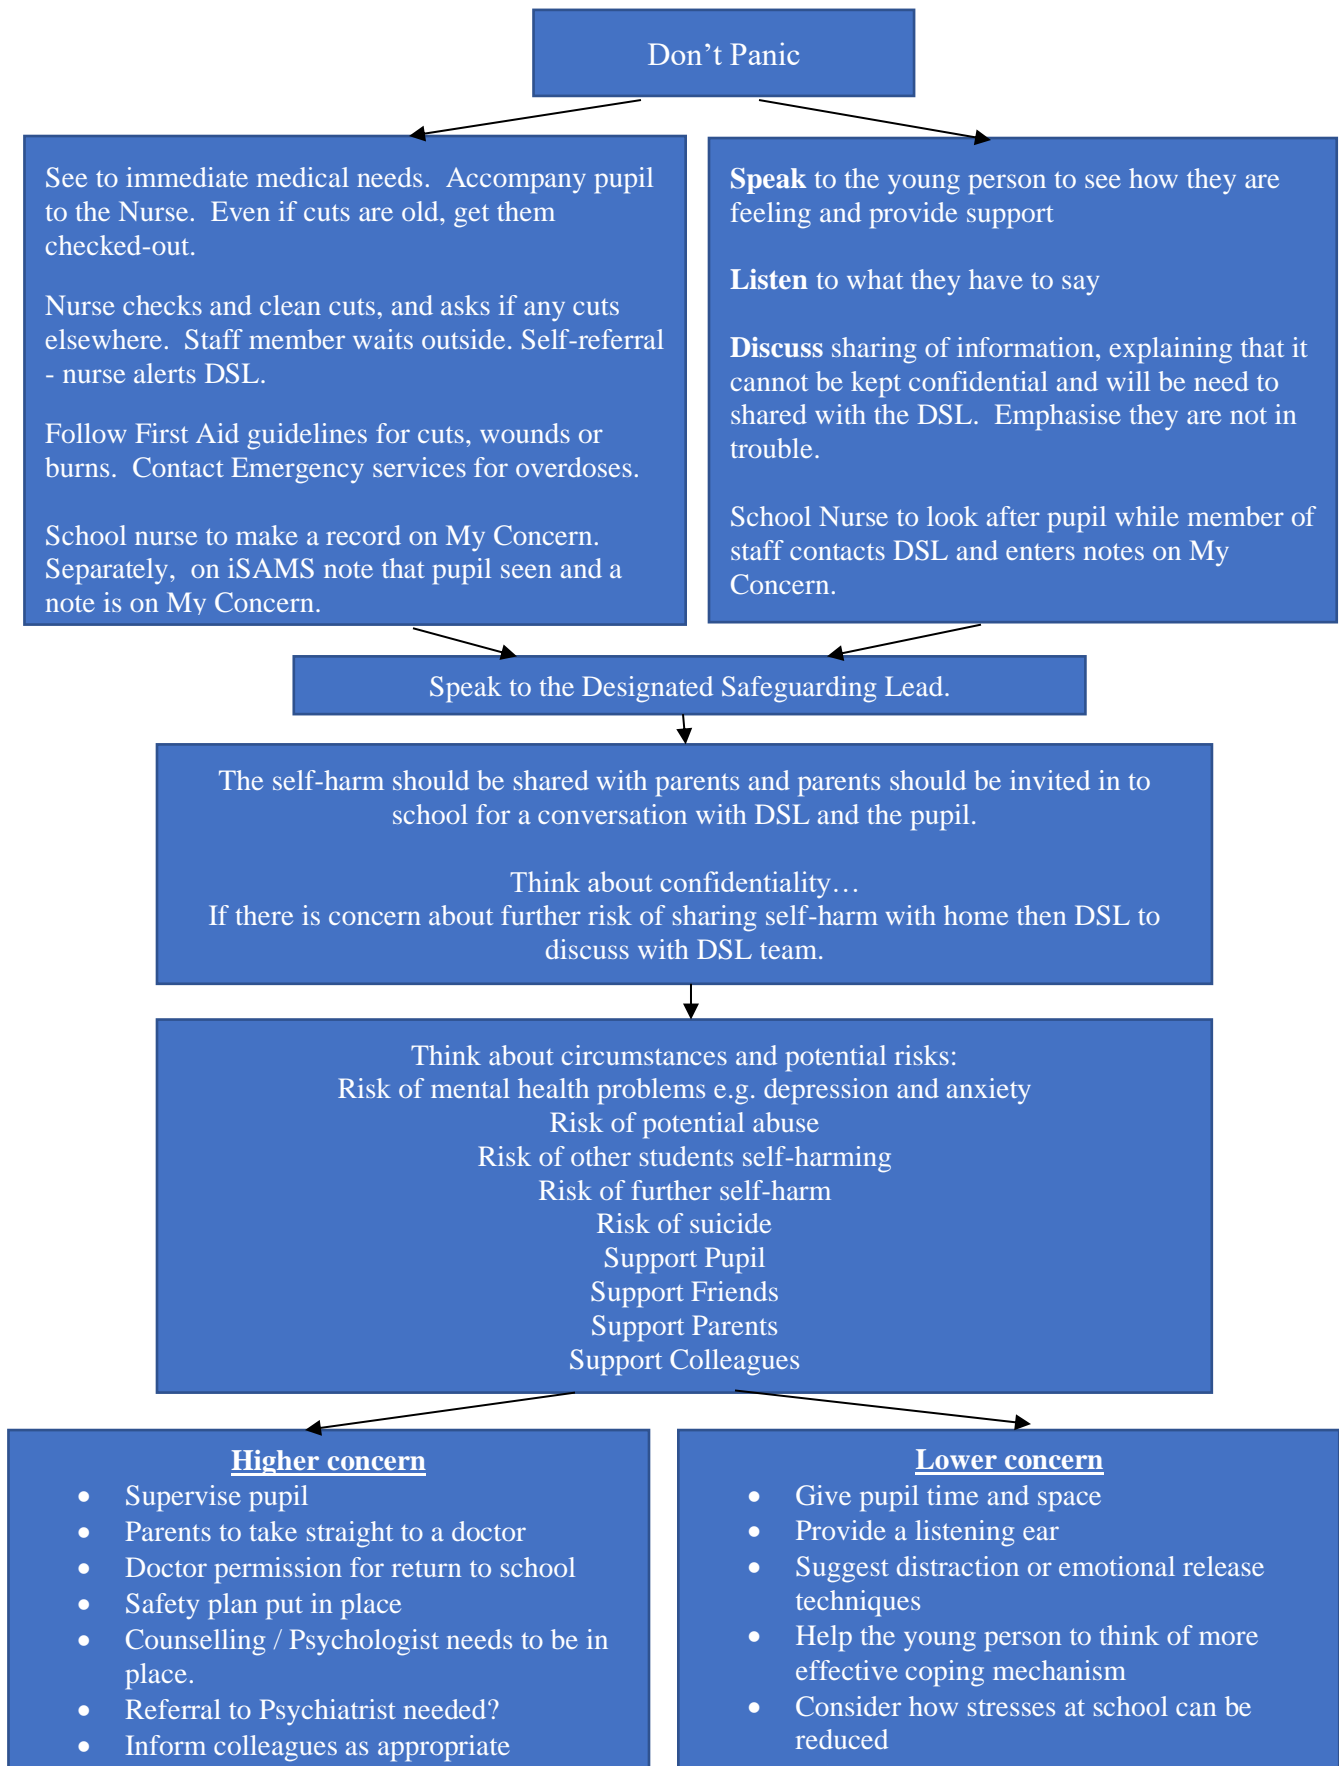 Don’t Panic
See to immediate medical needs.  Accompany pupil
to the Nurse.  Even if cuts are old, get them
checked-out.
Nurse checks and clean cuts, and asks if any cuts
elsewhere.  Staff member waits outside. Self-referral
- nurse alerts DSL.
Follow First Aid guidelines for cuts, wounds or
burns.  Contact Emergency services for overdoses.
School nurse to make a record on My Concern.
Separately,  on iSAMS note that pupil seen and a
note is on My Concern.
Speak to the young person to see how they are
feeling and provide support
Listen to what they have to say
Discuss sharing of information, explaining that it
cannot be kept confidential and will be need to
shared with the DSL.  Emphasise they are not in
trouble.
School Nurse to look after pupil while member of
staff contacts DSL and enters notes on My
Concern.
Speak to the Designated Safeguarding Lead.
The self-harm should be shared with parents and parents should be invited in to
school for a conversation with DSL and the pupil.
Think about confidentiality…
If there is concern about further risk of sharing self-harm with home then DSL to
discuss with DSL team.
Think about circumstances and potential risks:
Risk of mental health problems e.g. depression and anxiety
Risk of potential abuse
Risk of other students self-harming
Risk of further self-harm
Risk of suicide
Support Pupil
Support Friends
Support Parents
Support Colleagues
Higher concern
• Supervise pupil
• Parents to take straight to a doctor
• Doctor permission for return to school
• Safety plan put in place
• Counselling / Psychologist needs to be in
place.
• Referral to Psychiatrist needed?
• Inform colleagues as appropriate
Lower concern
• Give pupil time and space
• Provide a listening ear
• Suggest distraction or emotional release
techniques
• Help the young person to think of more
effective coping mechanism
• Consider how stresses at school can be
reduced